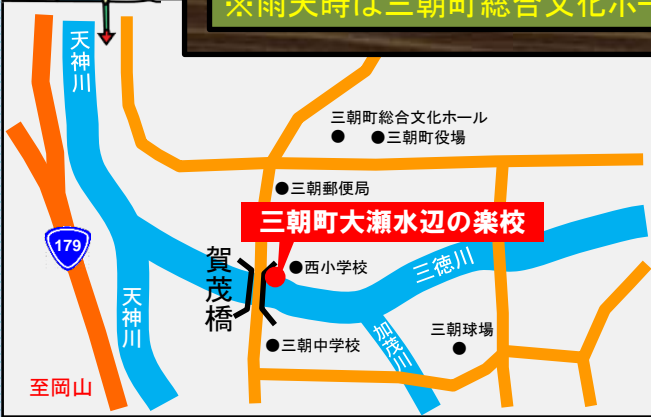 ※雨天時は三朝町総合文化ホー
天神川
三朝町総合文化ホール
三朝町役場
三朝郵便局
三朝町大瀬水辺の楽校
179
賀茂橋
西小学校
三徳川
天神川
加茂川
三朝球場
三朝中学校
至岡山